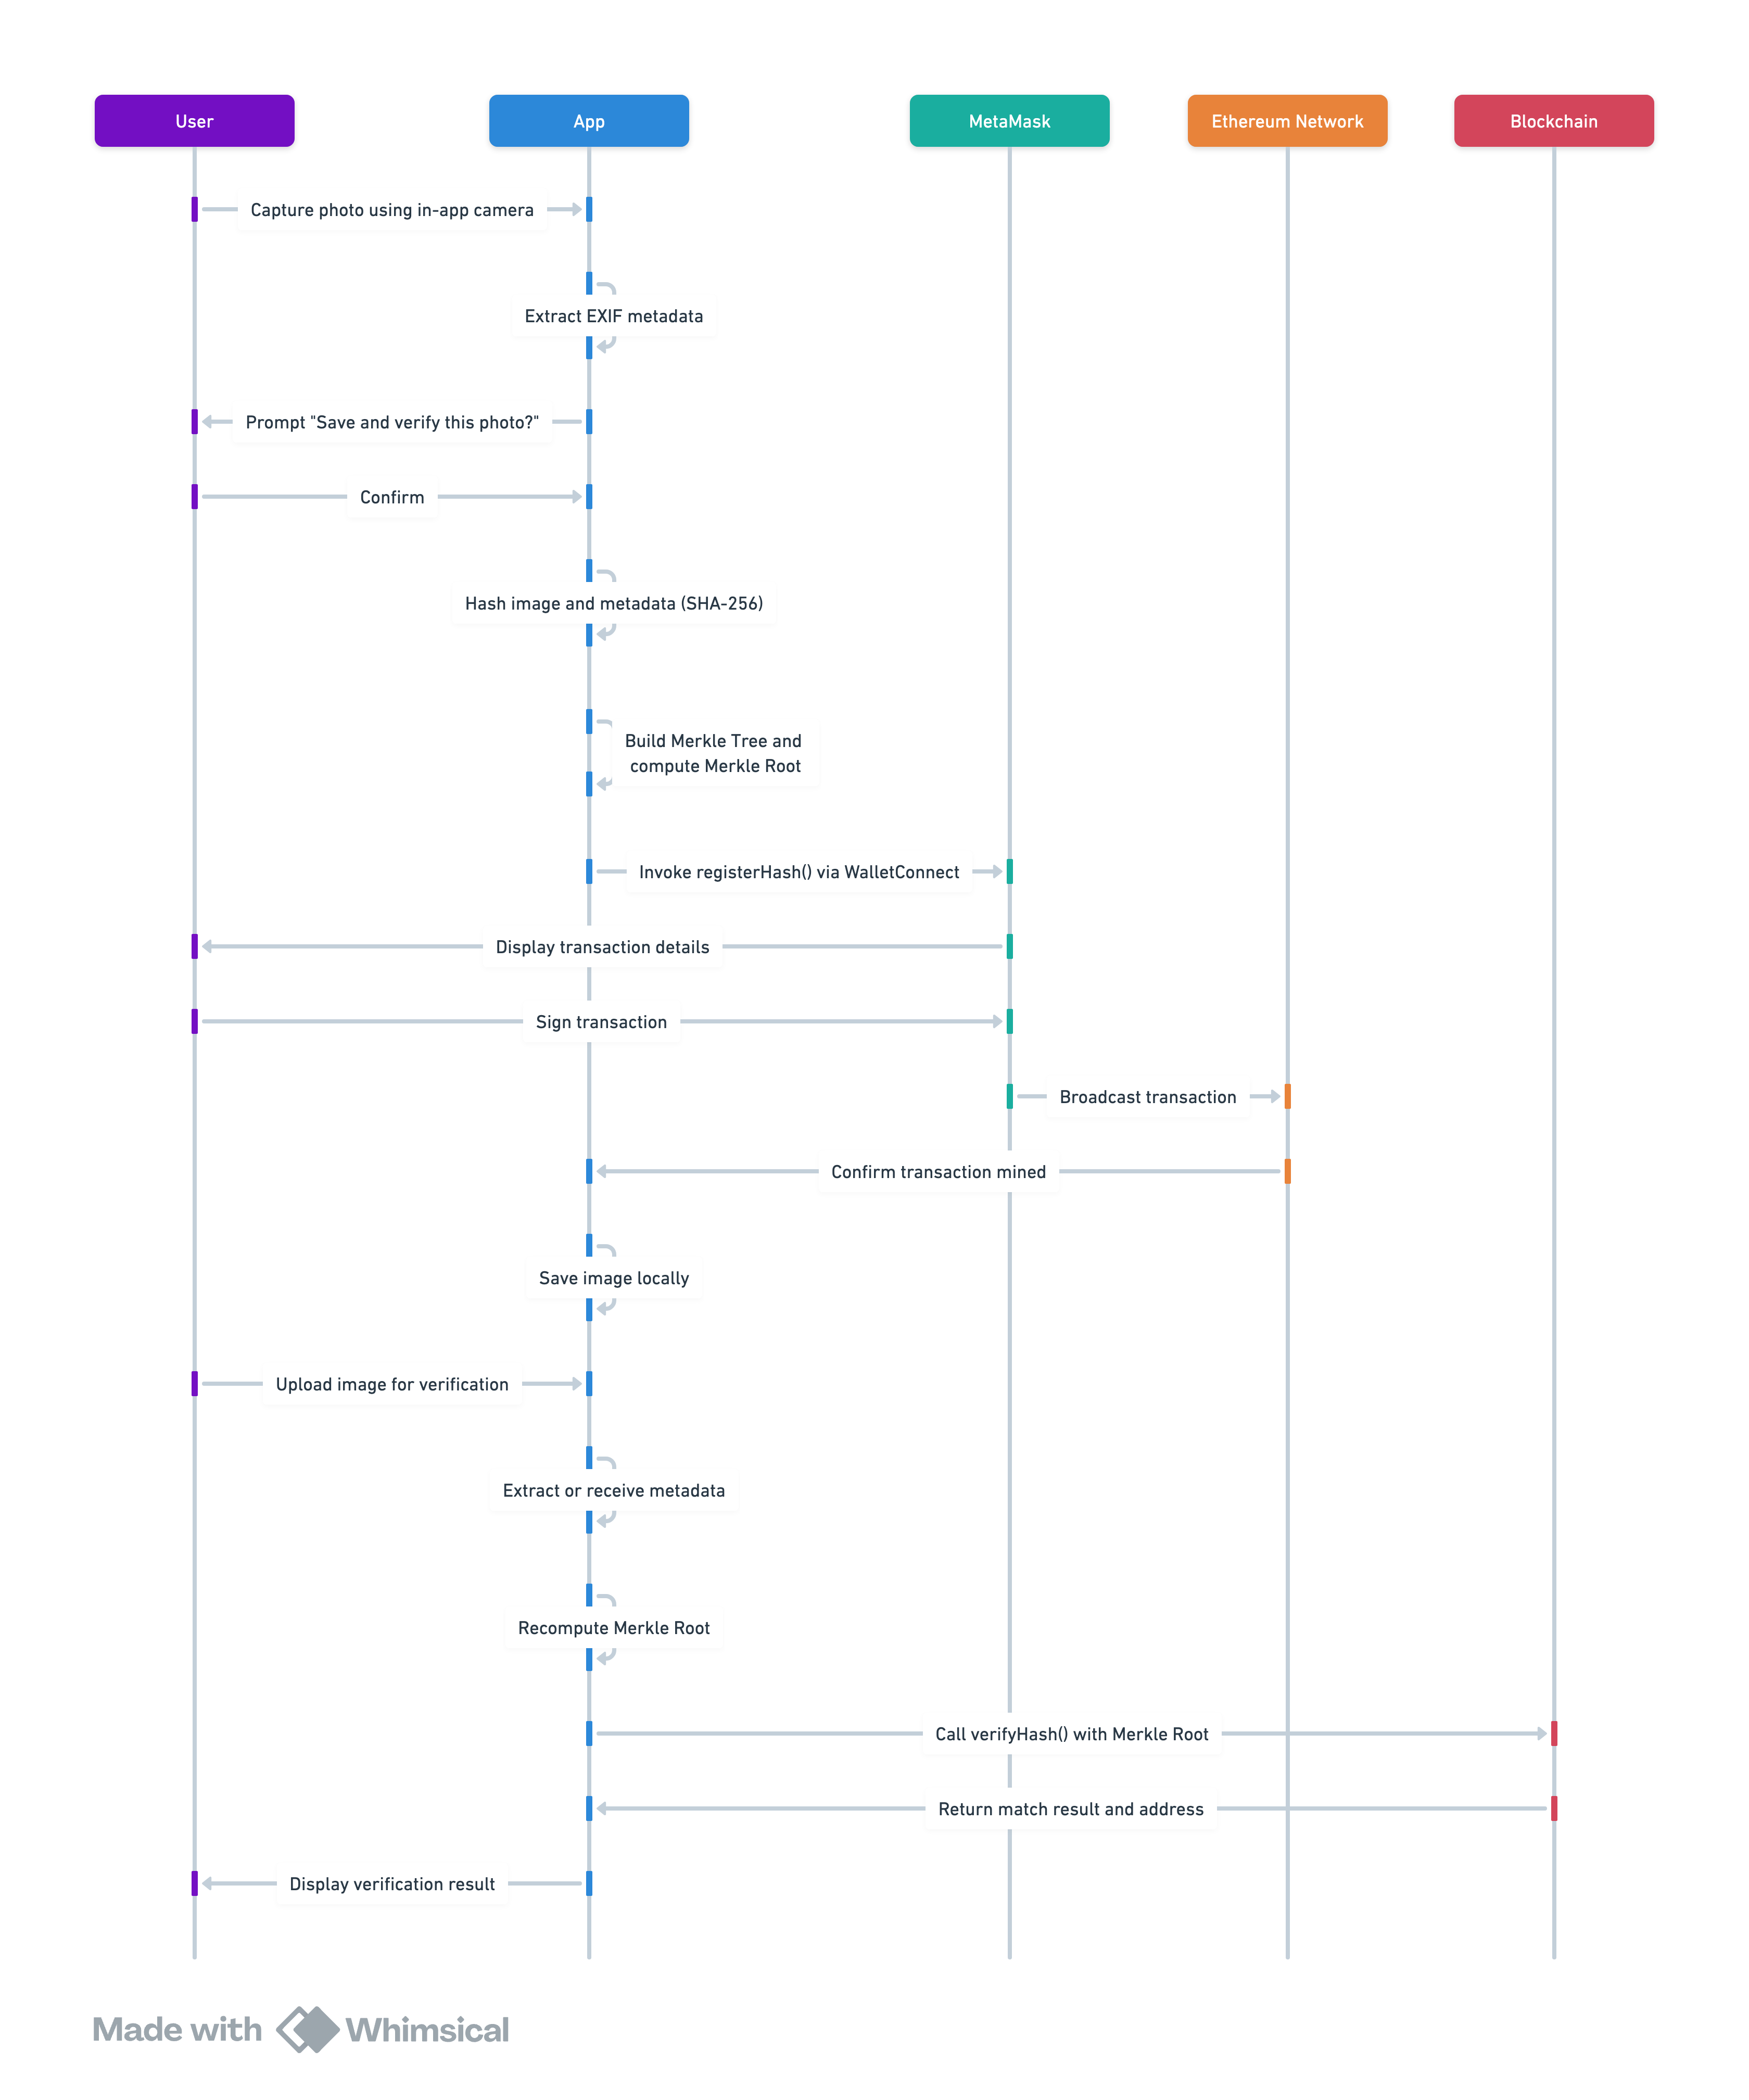 User
App
MetaMask
Ethereum Network
Blockchain
Capture photo using in-app camera
Extract EXIF metadata
Prompt "Save and verify this photo?"
Confirm
Hash image and metadata (SHA-256)
Build Merkle Tree and
compute Merkle Root
Invoke registerHash() via WalletConnect
Display transaction details
Sign transaction
Broadcast transaction
Confirm transaction mined
Save image locally
Upload image for verification
Extract or receive metadata
Recompute Merkle Root
Call verifyHash() with Merkle Root
Return match result and address
Display verification result
Made with Whimsical